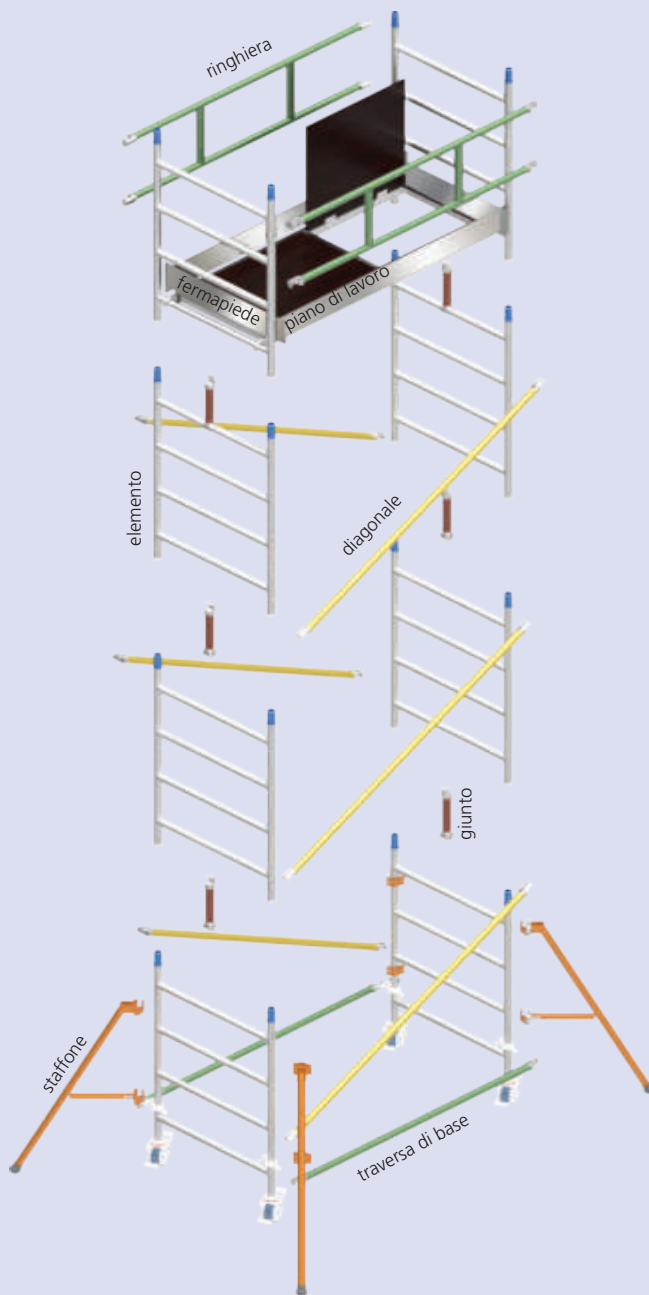 ringhiera
fermapiede
piano di lavoro
elemento
diagonale
giunto
staffone
traversa di base